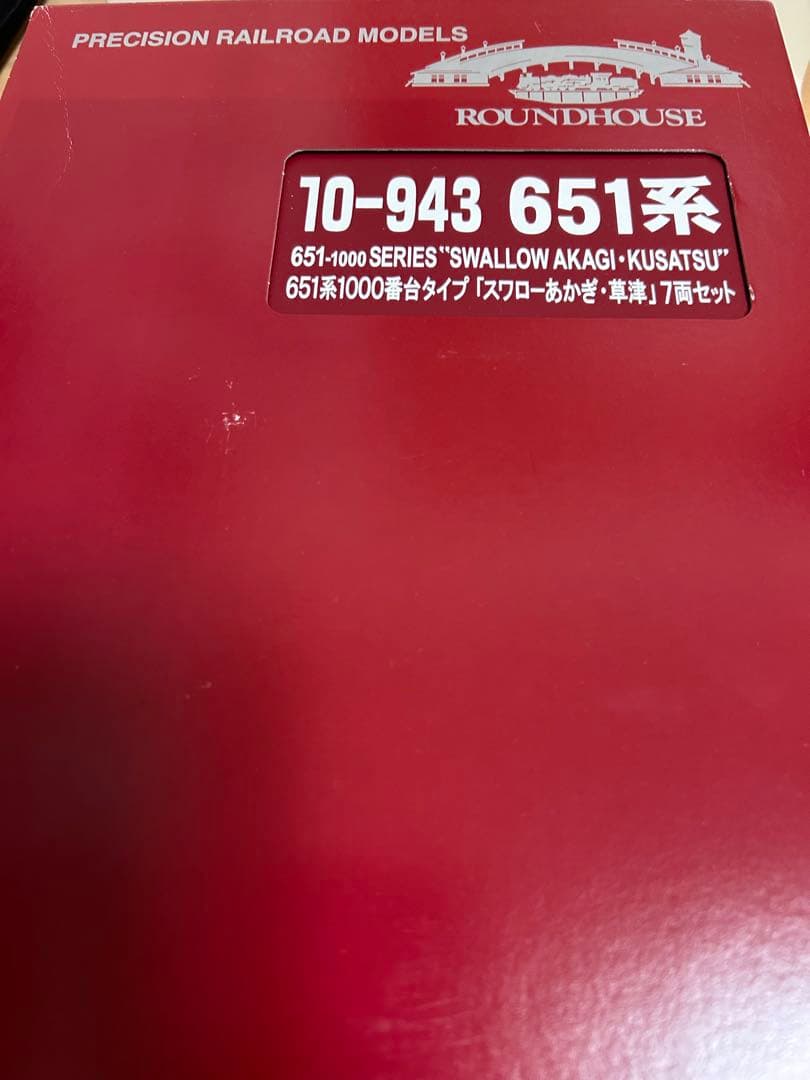 PRECISION RAILROAD MODELS
ROUNDHOUSE
10-943 651系
651-1000 SERIES "SWALLOW AKAGI・KUSATSU"
651系1000番台タイプ「スワローあかぎ・草津」7両セット